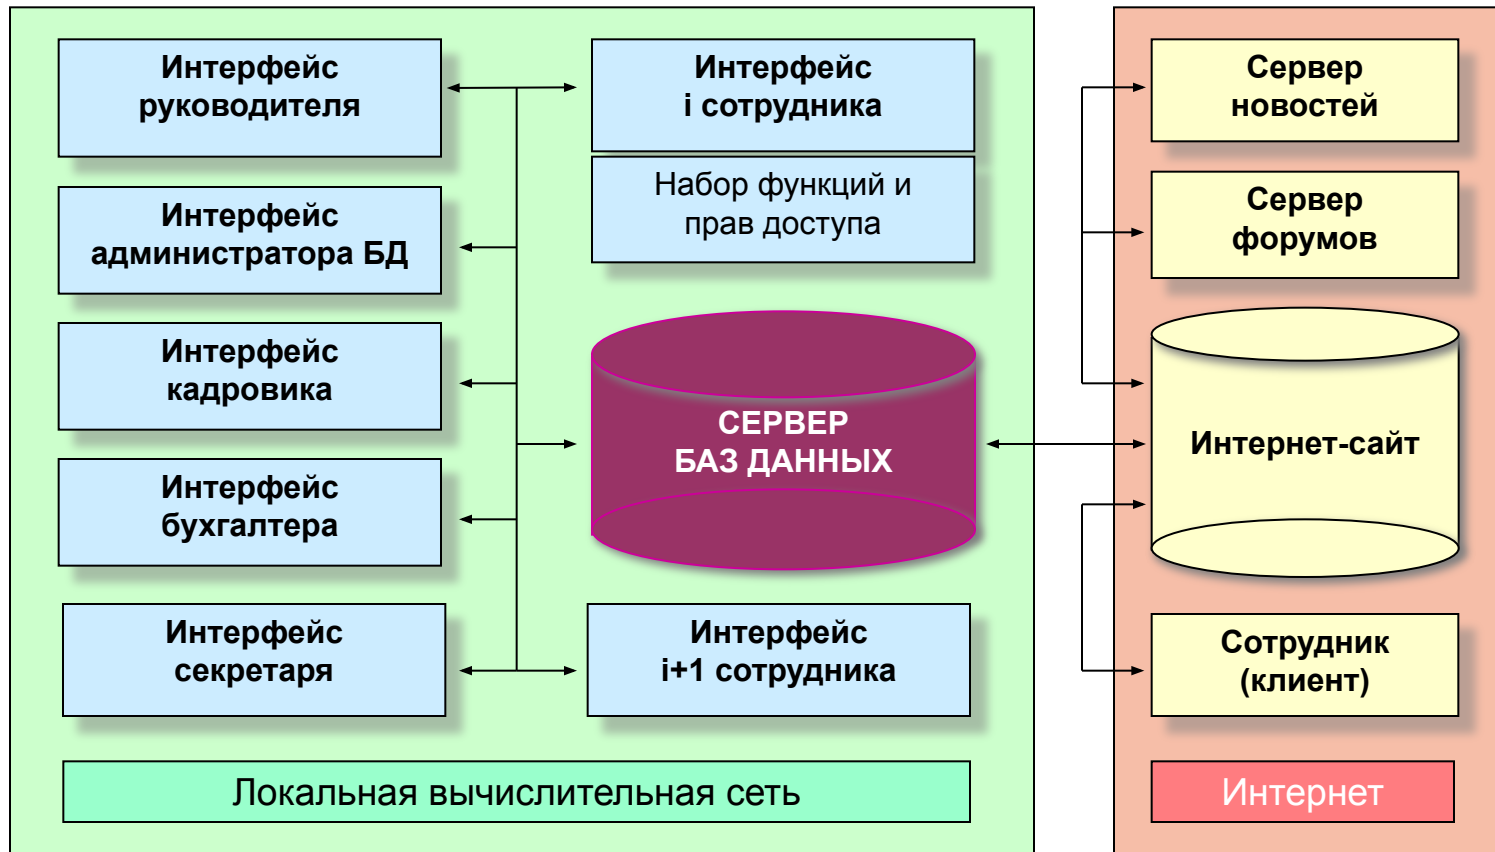 Интерфейс
руководителя
Интерфейс
администратора БД
Интерфейс
кадровика
Интерфейс
бухгалтера
Интерфейс
секретаря
Интерфейс
i сотрудника
Набор функций и
прав доступа
СЕРВЕР
БАЗ ДАННЫХ
Интерфейс
i+1 сотрудника
Локальная вычислительная сеть
Сервер
новостей
Сервер
форумов
Интернет-сайт
Сотрудник
(клиент)
Интернет